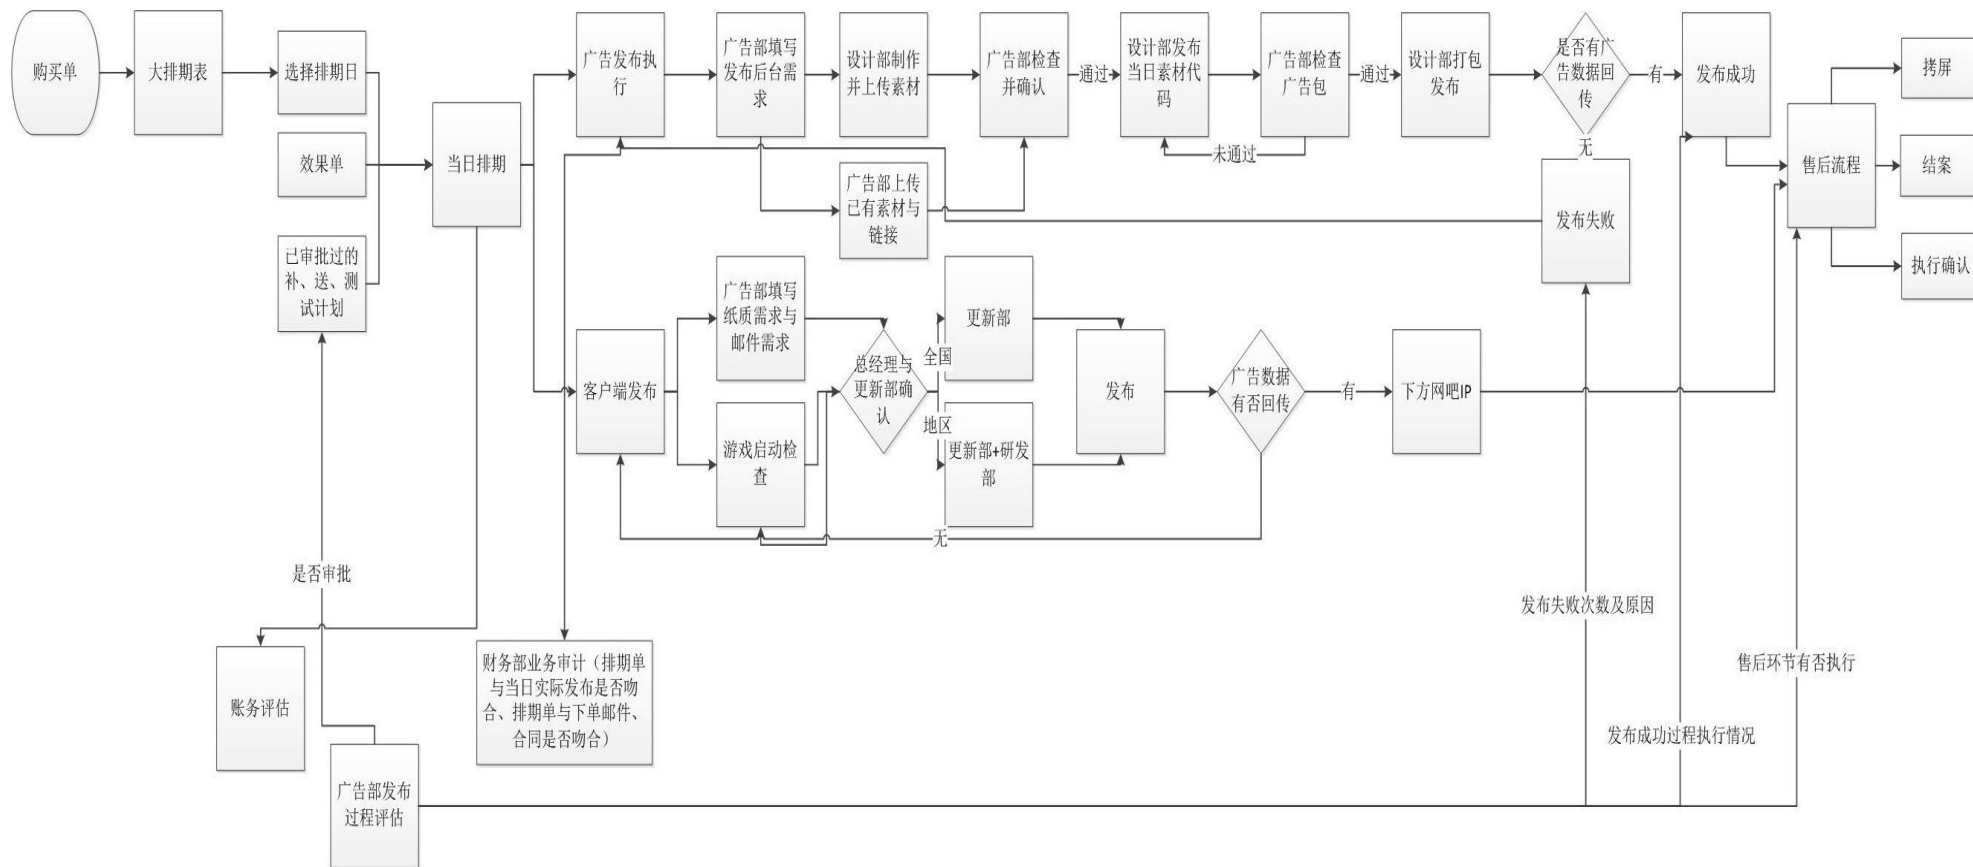 购买单
大排期表
选择排期日
效果单
已审批过的
补、送、测
试计划
当日排期
广告发布执
行
广告部填写
发布后台需
求
设计部制作
并上传素材
广告部上传
已有素材与
链接
广告部检查
并确认
通过
设计部发布
当日素材代
码
未通过
广告部检查
广告包
通过
设计部打包
发布
是否有广
告数据回
传
有
无
发布成功
发布失败
售后流程
拷屏
结案
执行确认
客户端发布
广告部填写
纸质需求与
邮件需求
游戏启动检
查
总经理与
更新部确
认
全国
地区
更新部
更新部+研发
部
发布
广告数据
有否回传
有
无
下方网吧IP
是否审批
账务评估
财务部业务审计（排期单
与当日实际发布是否吻
合、排期单与下单邮件、
合同是否吻合）
广告部发布
过程评估
发布失败次数及原因
发布成功过程执行情况
售后环节有否执行